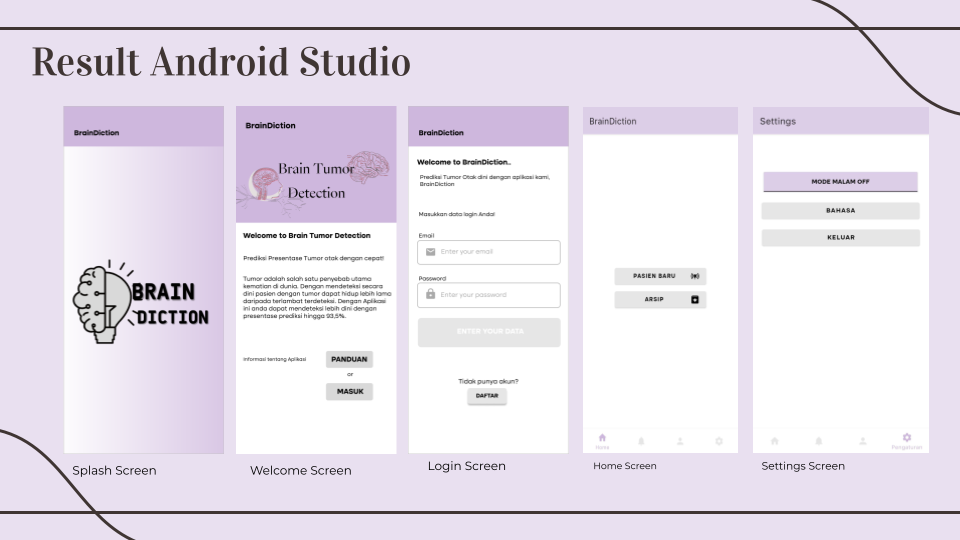 Result Android Studio
BrainDiction
BRAIN
DICTION
Splash Screen
BrainDiction
Brain Tumor
Detection
Welcome to Brain Tumor Detection
Prediksi Presentase Tumor otak dengan cepat!
Tumor adalah salah satu penyebab utama
kematian di dunia. Dengan mendeteksi secara
dini pasien dengan tumor dapat hidup lebih lama
daripada terlambat terdeteksi. Dengan Aplikasi
ini anda dapat mendeteksi lebih dini dengan
presentase prediksi hingga 93,5%.
Informasi tentang Aplikasi
PANDUAN
or
MASUK
Welcome Screen
BrainDiction
Welcome to BrainDiction..
Prediksi Tumor Otak dini dengan aplikasi kami,
BrainDiction
Masukkan data login Anda!
Email
Enter your email
Password
Enter your password
ENTER YOUR DATA
Tidak punya akun?
DAFTAR
Login Screen
BrainDiction
PASIEN BARU
ARSIP
Home
Home Screen
Settings
MODE MALAM OFF
BAHASA
KELUAR
Pengaturan
Settings Screen